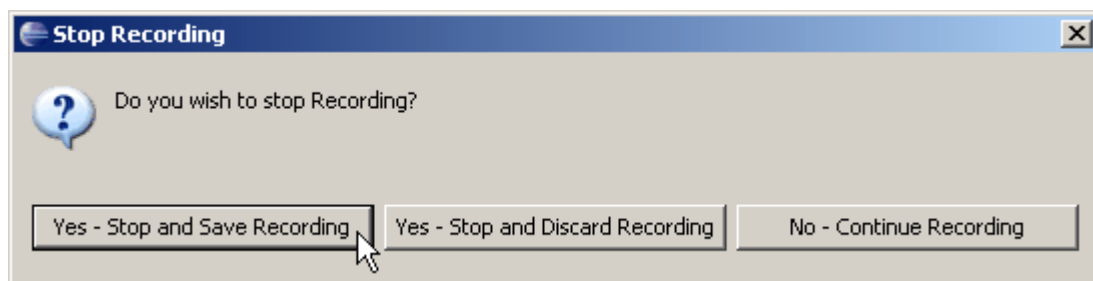 Stop Recording
Do you wish to stop Recording?
Yes - Stop and Save Recording
Yes - Stop and Discard Recording
No - Continue Recording